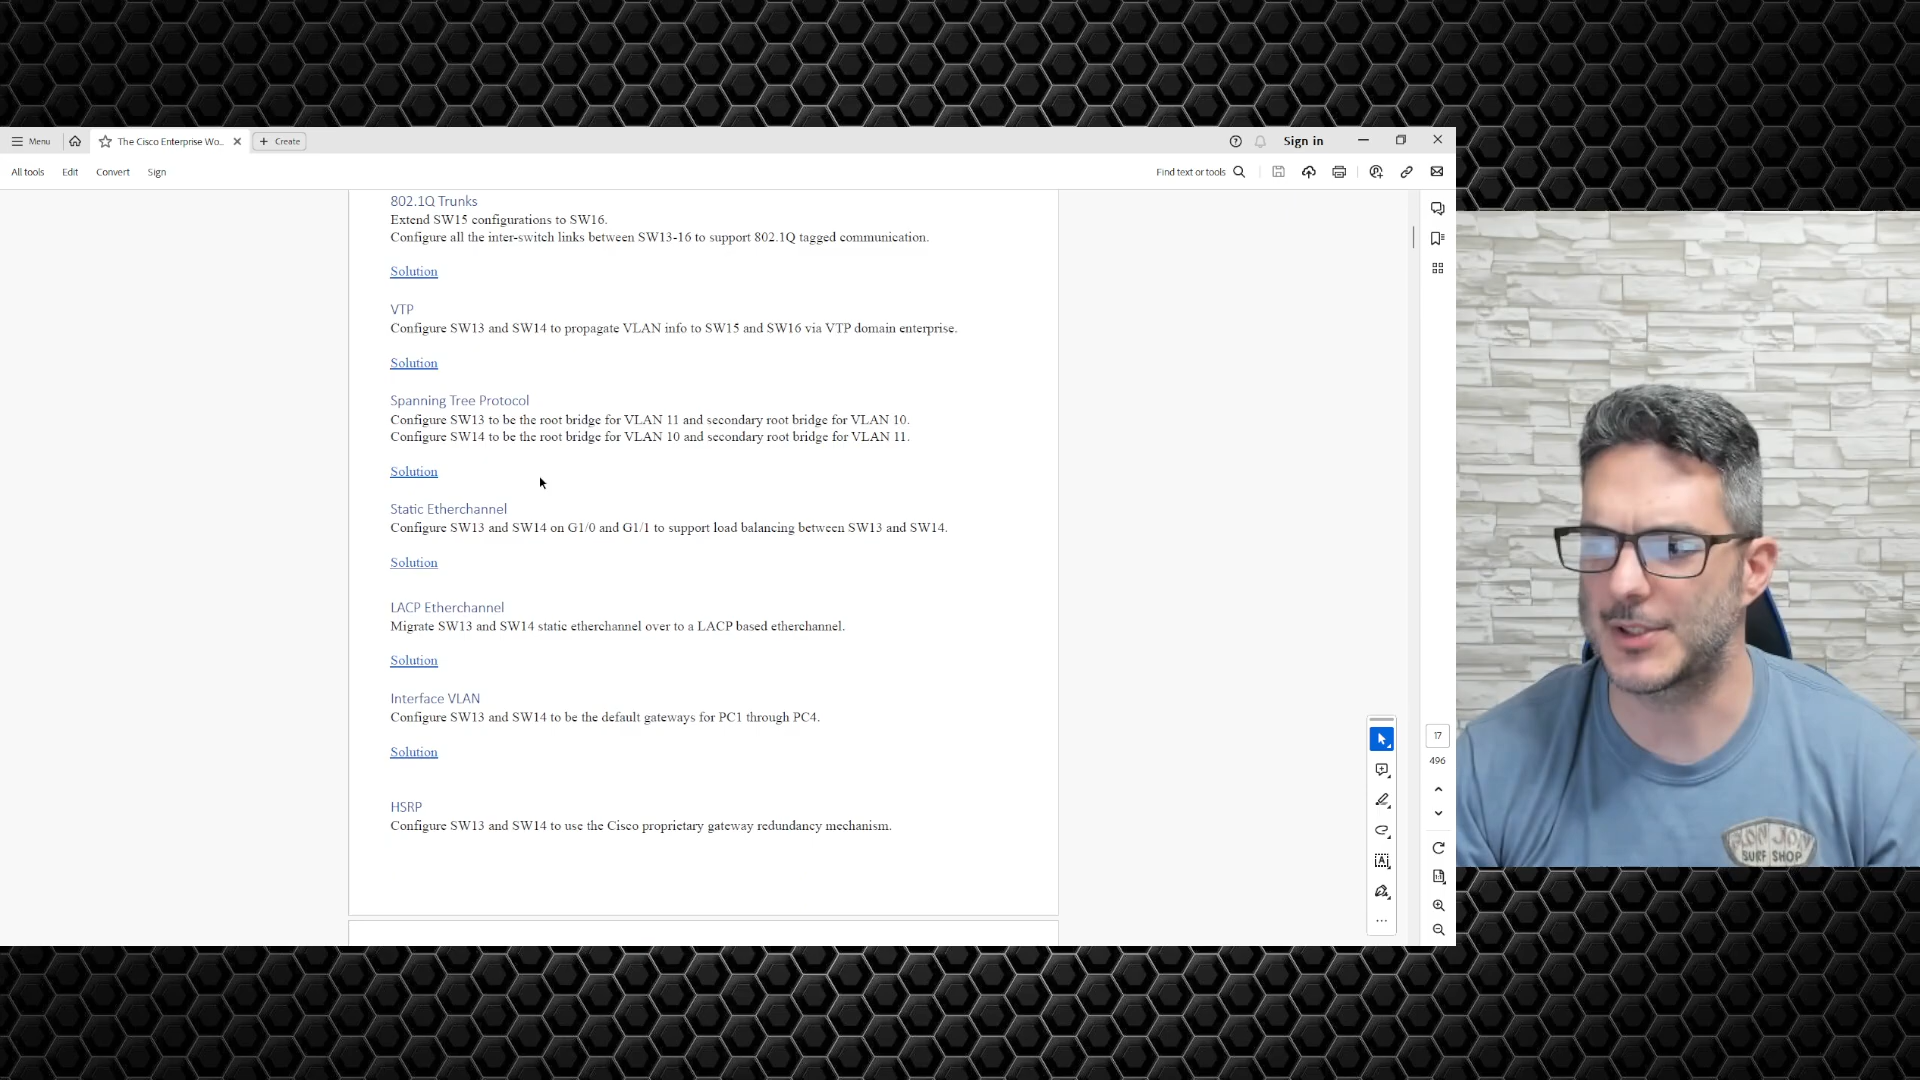 Menu
The Cisco Enterprise Wo...
Create
Sign in
All tools
Edit
Convert
Sign
Find text or tools
802.1Q Trunks
Extend SW15 configurations to SW16.
Configure all the inter-switch links between SW13-16 to support 802.1Q tagged communication.
Solution
VTP
Configure SW13 and SW14 to propagate VLAN info to SW15 and SW16 via VTP domain enterprise.
Solution
Spanning Tree Protocol
Configure SW13 to be the root bridge for VLAN 11 and secondary root bridge for VLAN 10.
Configure SW14 to be the root bridge for VLAN 10 and secondary root bridge for VLAN 11.
Solution
Static Etherchannel
Configure SW13 and SW14 on G1/0 and G1/1 to support load balancing between SW13 and SW14.
Solution
LACP Etherchannel
Migrate SW13 and SW14 static etherchannel over to a LACP based etherchannel.
Solution
Interface VLAN
Configure SW13 and SW14 to be the default gateways for PC1 through PC4.
Solution
HSRP
Configure SW13 and SW14 to use the Cisco proprietary gateway redundancy mechanism.
17
496
RON JON
SURF SHOP